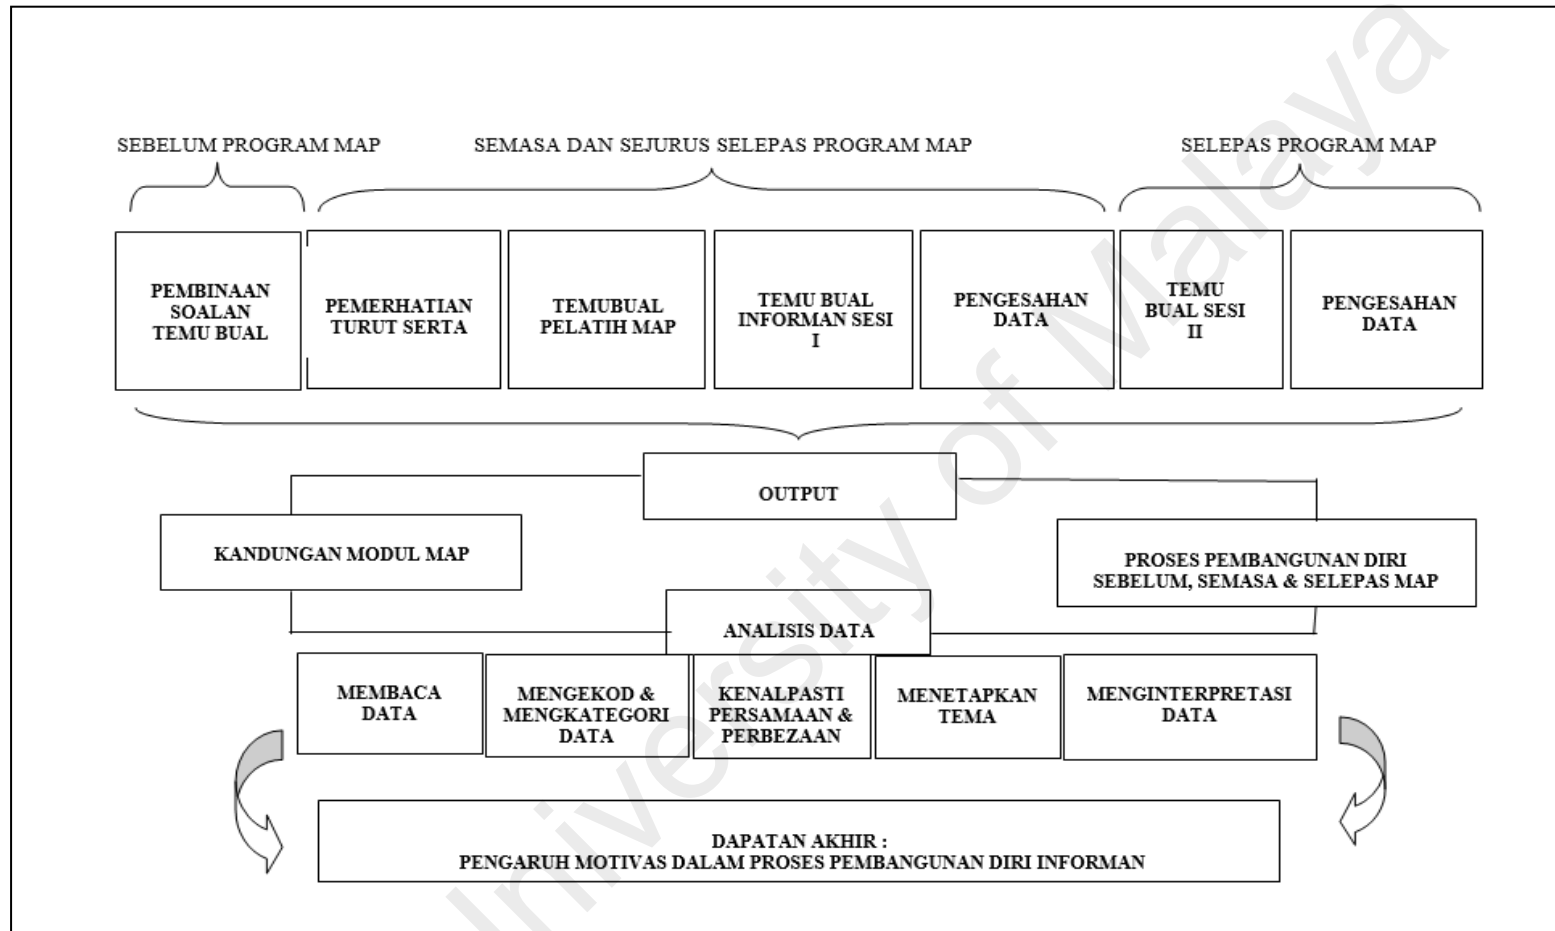 SEBELUM PROGRAM MAP
SEMASA DAN SEJURUS SELEPAS PROGRAM MAP
SELEPAS PROGRAM MAP
PEMBINAAN
SOALAN
TEMU BUAL
PEMERHATIAN
TURUT SERTA
TEMUBUAL
PELATIH MAP
TEMU BUAL
INFORMAN SESI
I
PENGESAHAN
DATA
TEMU
BUAL SESI
II
PENGESAHAN
DATA
OUTPUT
KANDUNGAN MODUL MAP
PROSES PEMBANGUNAN DIRI
SEBELUM, SEMASA & SELEPAS MAP
ANALISIS DATA
MEMBACA
DATA
MENGEKOD &
MENGKATEGORI
DATA
KENALPASTI
PERSAMAAN &
PERBEZAAN
MENETAPKAN
TEMA
MENGINTERPRETASI
DATA
DAPATAN AKHIR :
PENGARUH MOTIVAS DALAM PROSES PEMBANGUNAN DIRI INFORMAN
University of Malaya